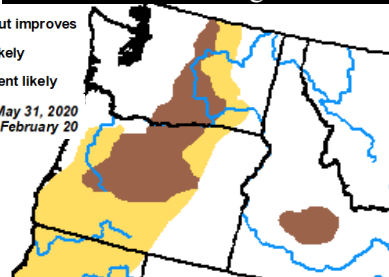 ut improves
kely
ent likely
May 31, 2020
February 20